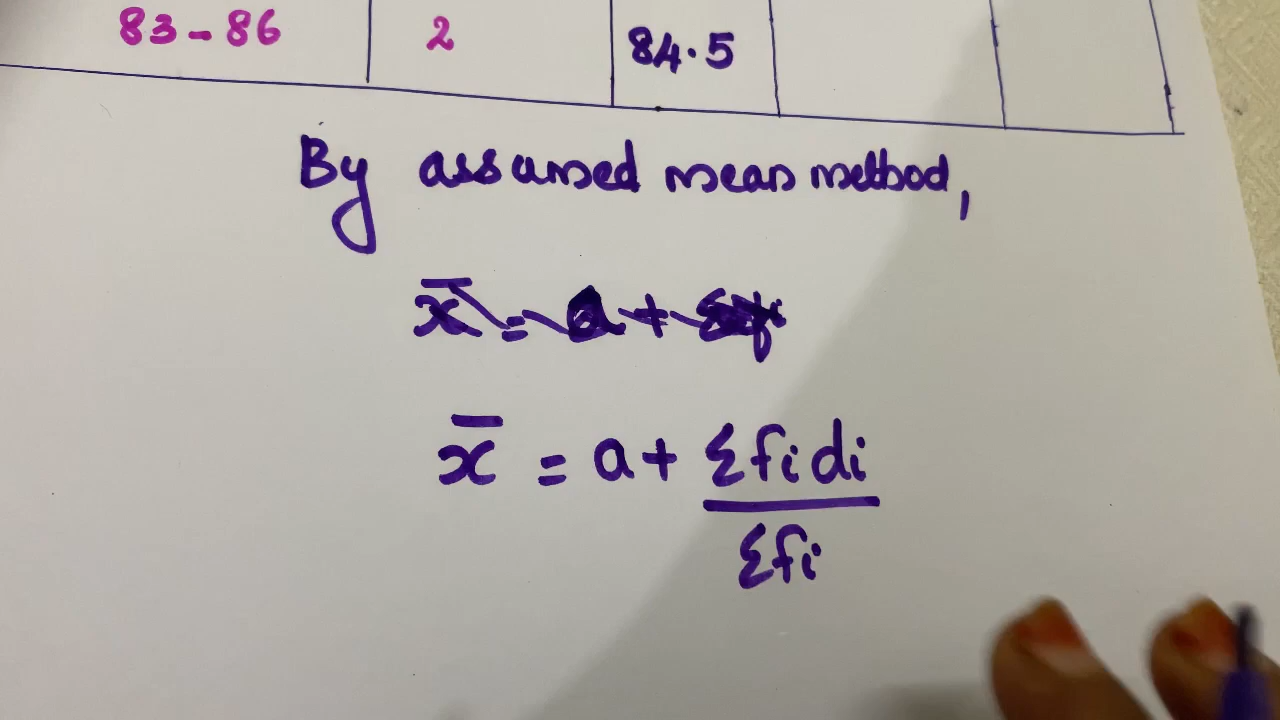 83-86 2 84.5
By assumed mean method,
x̄ = a +
x̄ = a + Σfidi
Σfi